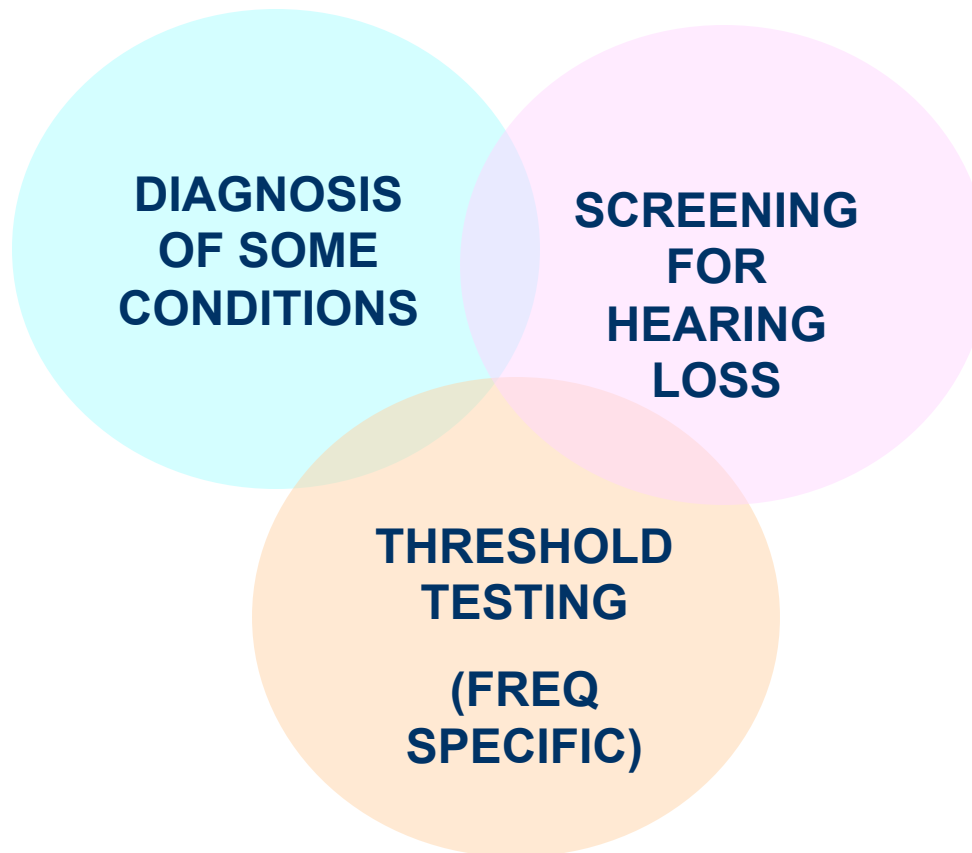 DIAGNOSIS
OF SOME
CONDITIONS
SCREENING
FOR
HEARING
LOSS
THRESHOLD
TESTING
(FREQ
SPECIFIC)